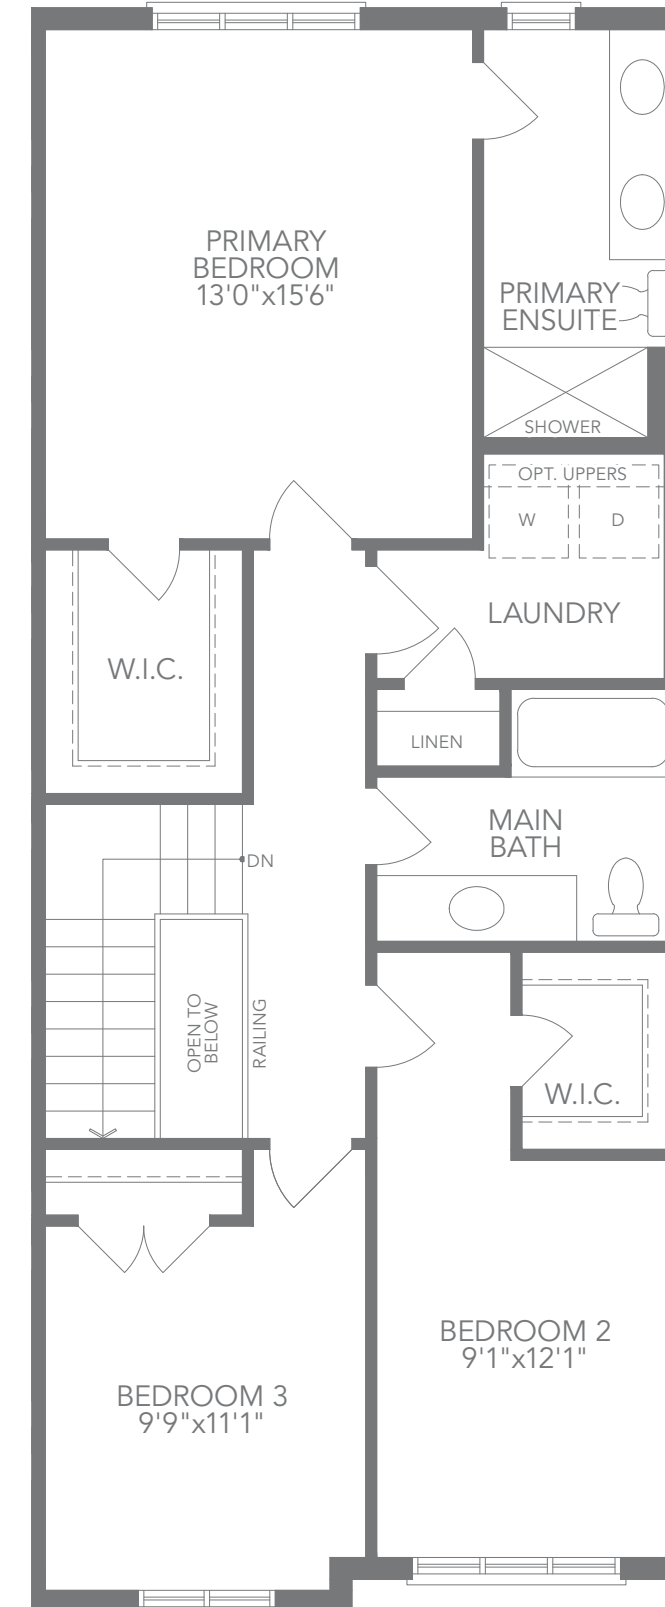 PRIMARY
BEDROOM
13'0"x15'6"
PRIMARY
ENSUITE
SHOWER
OPT. UPPERS
W
D
LAUNDRY
W.I.C.
LINEN
MAIN
BATH
DN
OPEN TO
BELOW
RAILING
W.I.C.
BEDROOM 2
9'1"x12'1"
BEDROOM 3
9'9"x11'1"